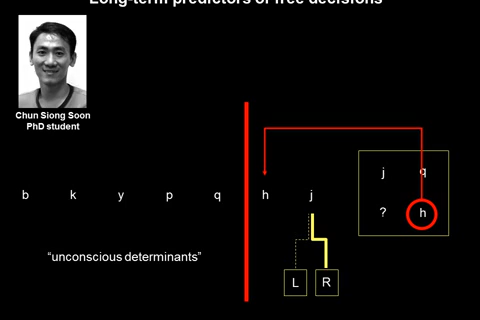 Long-term predictors of free decisions
Chun Siong Soon
PhD student
j q
b k y p q h j
? h
“unconscious determinants”
L R